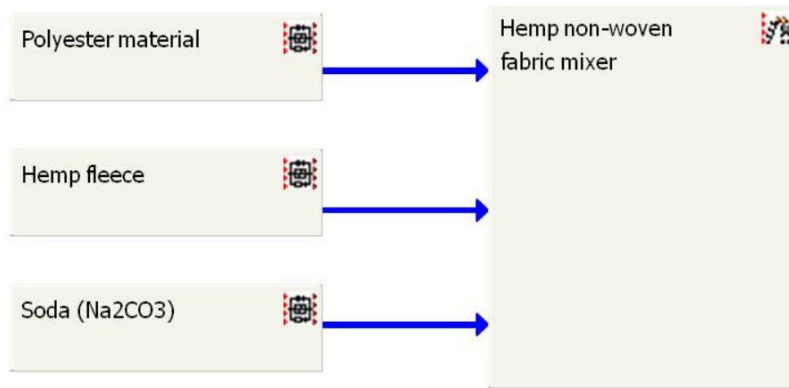 Polyester material
Hemp non-woven
fabric mixer
Hemp fleece
Soda (Na2CO3)